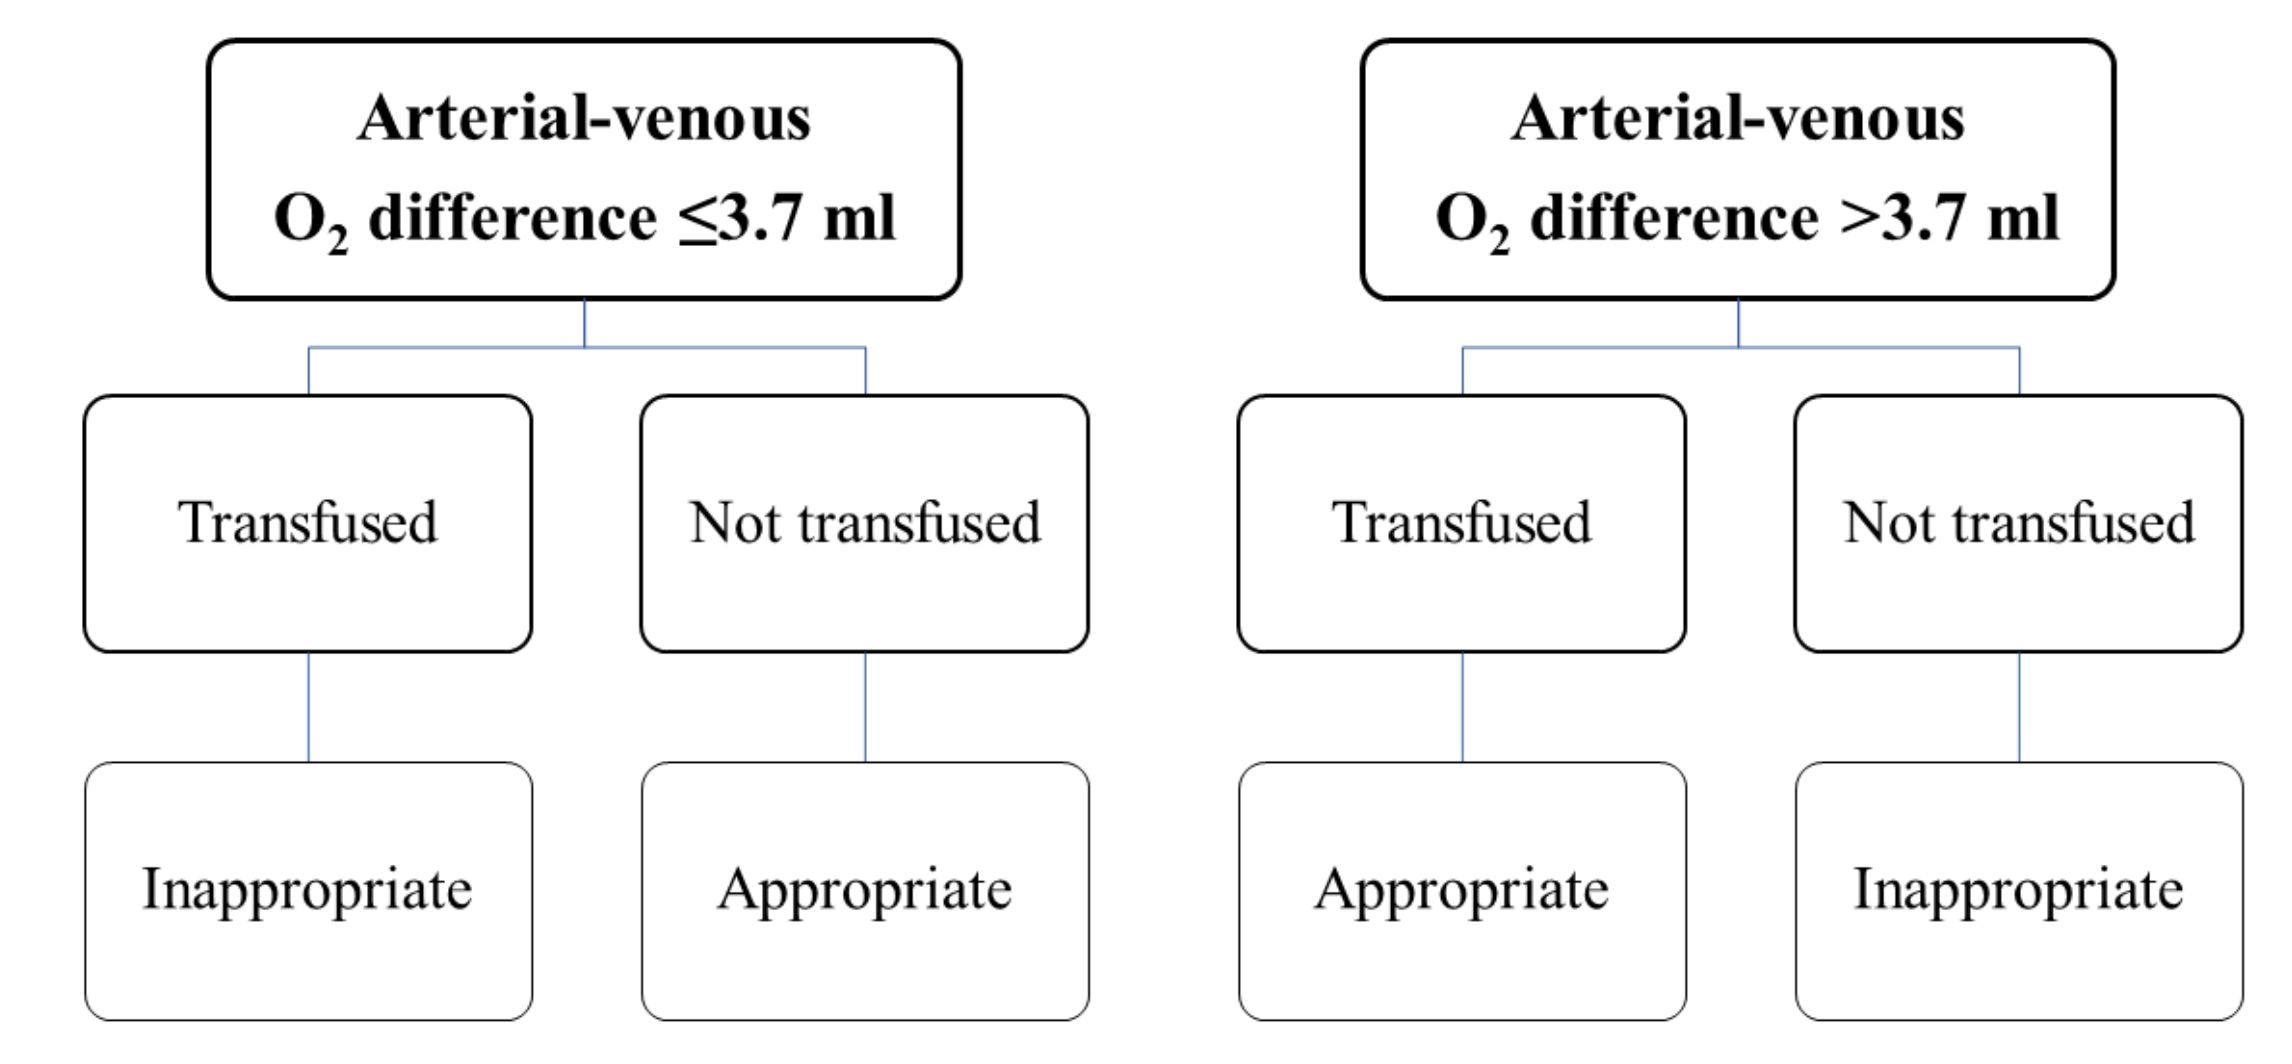 Arterial-venous
O₂ difference ≤3.7 ml
Arterial-venous
O₂ difference >3.7 ml
Transfused
Not transfused
Transfused
Not transfused
Inappropriate
Appropriate
Appropriate
Inappropriate